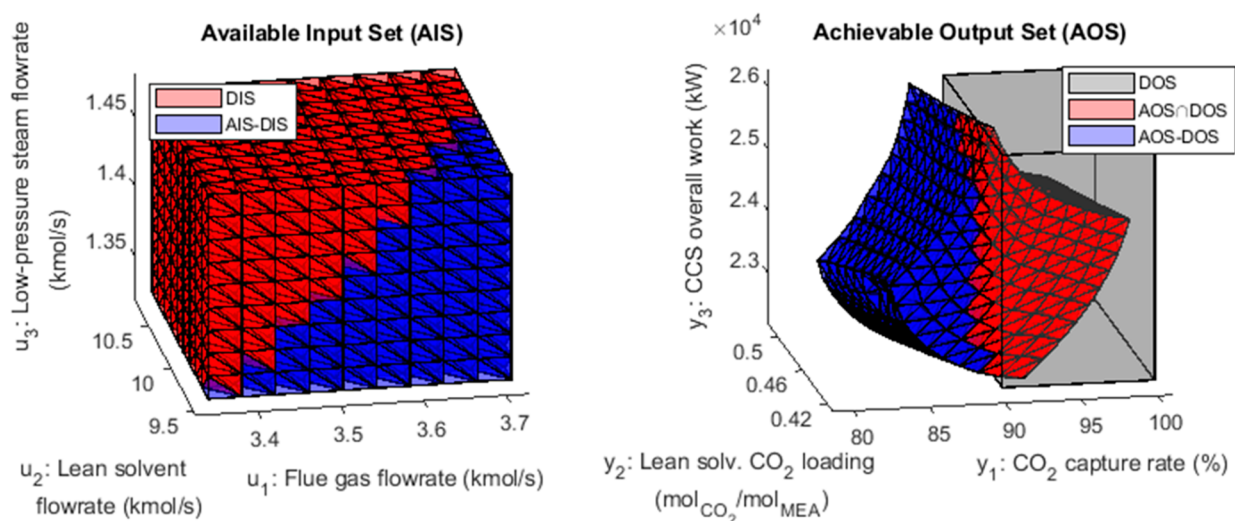 Available Input Set (AIS)
DIS
AIS-DIS
u3: Low-pressure steam flowrate
(kmol/s)
1.45
1.4
1.35
10.5
10
9.5
3.4
3.5
3.6
3.7
u2: Lean solvent
flowrate (kmol/s)
u1: Flue gas flowrate (kmol/s)
×10^4
Achievable Output Set (AOS)
DOS
AOS∩DOS
AOS-DOS
y3: CCS overall work (kW)
2.6
2.5
2.4
2.3
0.5
0.46
0.42
80
85
90
95
100
y2: Lean solv. CO2 loading
(molCO2/molMEA)
y1: CO2 capture rate (%)